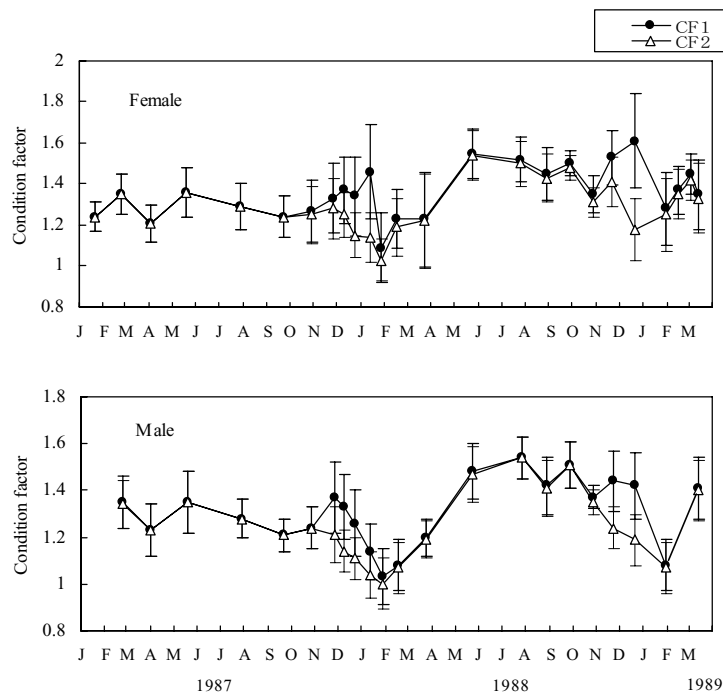 CF1
CF2
2
1.8
1.6
1.4
1.2
1
0.8
Condition factor
Female
J F M A M J J A S O N D J F M A M J J A S O N D J F M
1.8
1.6
1.4
1.2
1
0.8
Condition factor
Male
J F M A M J J A S O N D J F M A M J J A S O N D J F M
1987 1988 1989